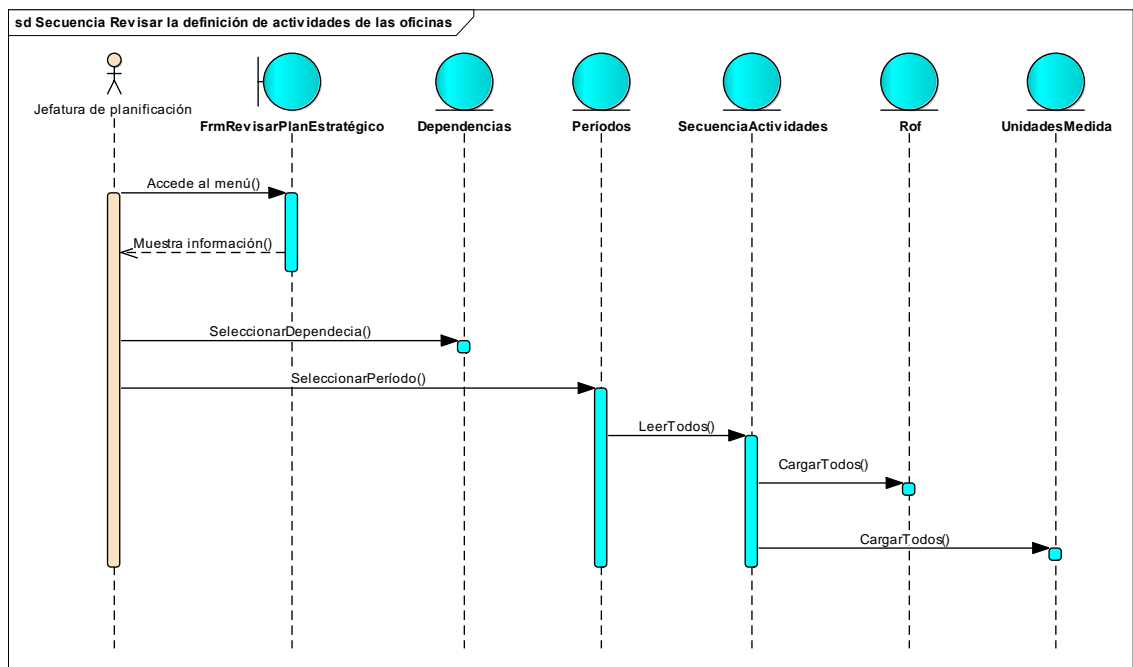 sd Secuencia Revisar la definición de actividades de las oficinas
Jefatura de planificación
FrmRevisarPlanEstratégico
Dependencias
Períodos
SecuenciaActividades
Rof
UnidadesMedida
Accede al menú()
Muestra información()
SeleccionarDependecia()
SeleccionarPeríodo()
LeerTodos()
CargarTodos()
CargarTodos()